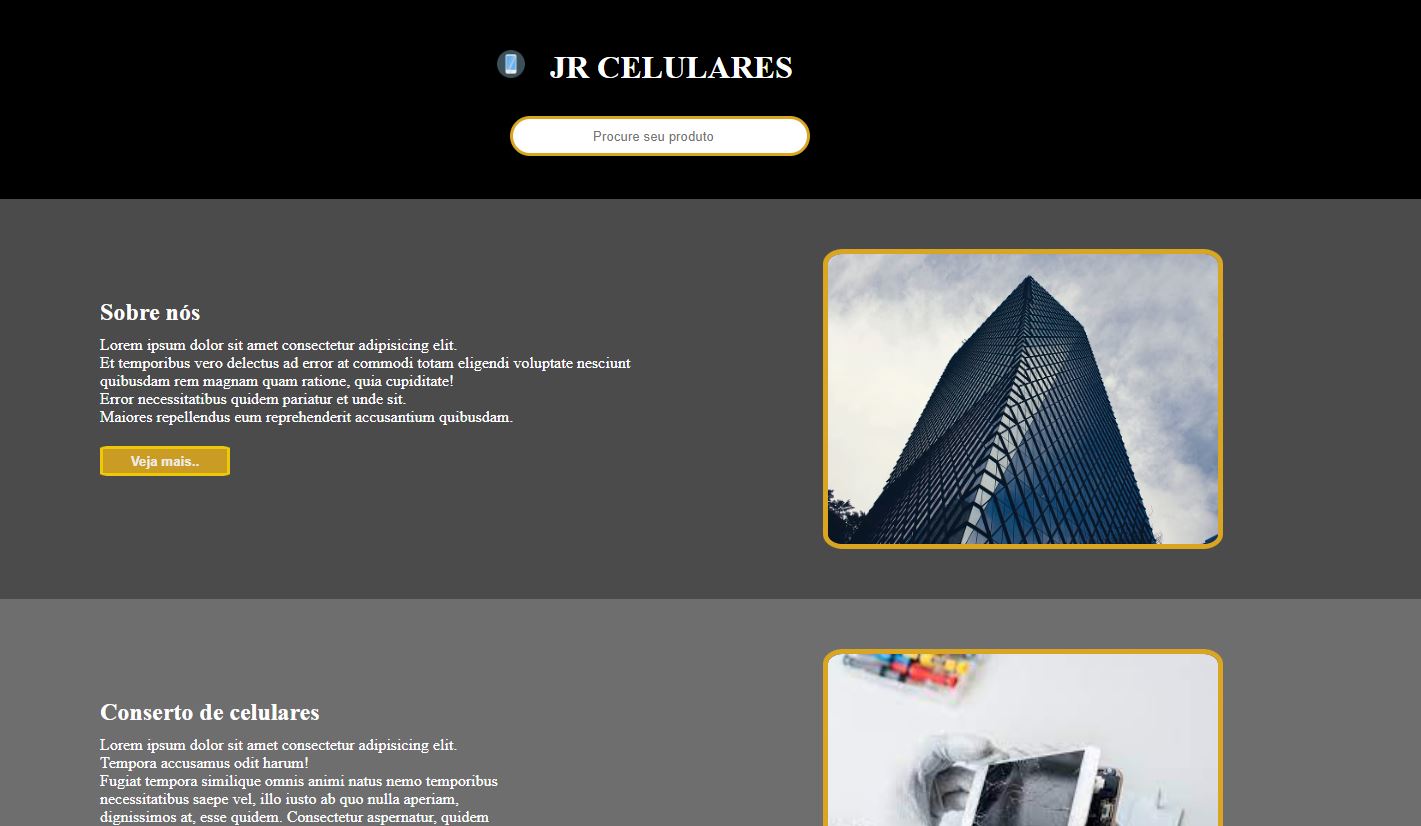 JR CELULARES
Procure seu produto
Sobre nós
Lorem ipsum dolor sit amet consectetur adipisicing elit.
Et temporibus vero delectus ad error at commodi totam eligendi voluptate nesciunt
quibusdam rem magnam quam ratione, quia cupiditate!
Error necessitatibus quidem pariatur et unde sit.
Maiores repellendus eum reprehenderit accusantium quibusdam.
Veja mais..
Conserto de celulares
Lorem ipsum dolor sit amet consectetur adipisicing elit.
Tempora accusamus odit harum!
Fugiat tempora similique omnis animi natus nemo temporibus
necessitatibus saepe vel, illo iusto ab quo nulla aperiam,
dignissimos at, esse quidem. Consectetur aspernatur, quidem